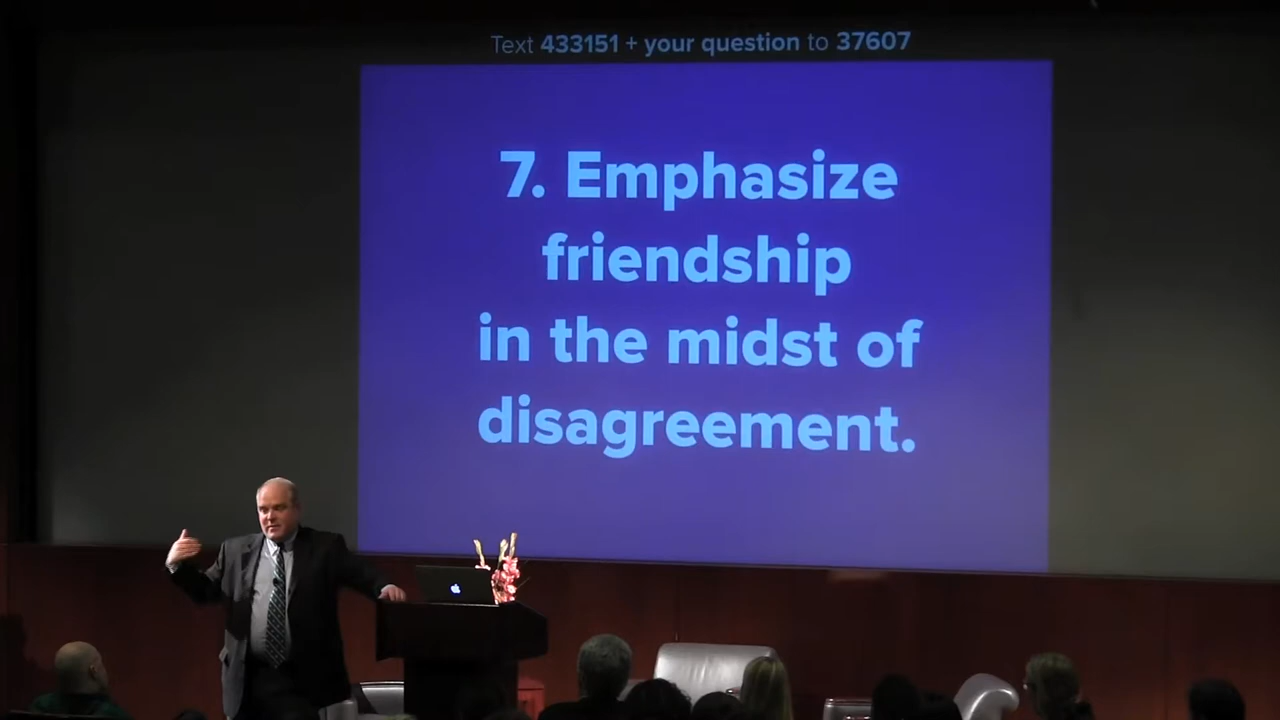 Text 433151 + your question to 37607
7. Emphasize
friendship
in the midst of
disagreement.